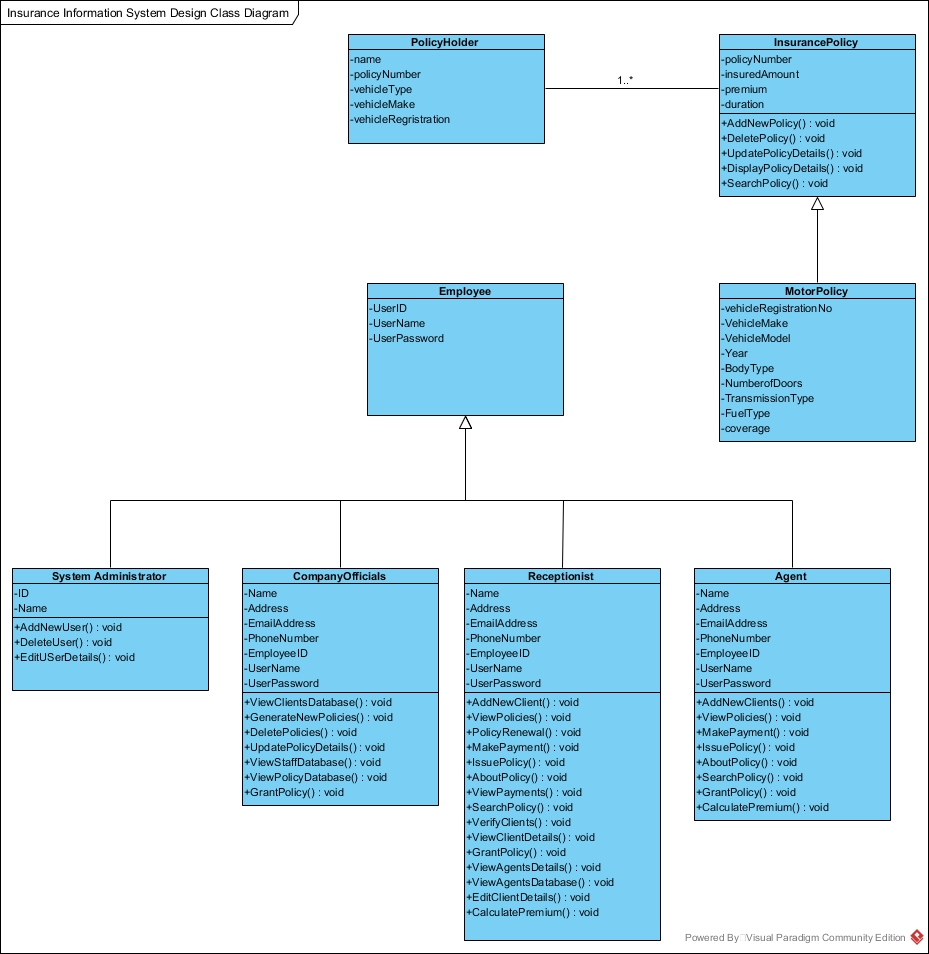 Insurance Information System Design Class Diagram
PolicyHolder
-name
-policyNumber
-vehicleType
-vehicleMake
-vehicleRegristration
1..*
InsurancePolicy
-policyNumber
-insuredAmount
-premium
-duration
+AddNewPolicy() : void
+DeletePolicy() : void
+UpdatePolicyDetails() : void
+DisplayPolicyDetails() : void
+SearchPolicy() : void
Employee
-UserID
-UserName
-UserPassword
MotorPolicy
-vehicleRegistrationNo
-VehicleMake
-VehicleModel
-Year
-BodyType
-NumberofDoors
-TransmissionType
-FuelType
-coverage
System Administrator
-ID
-Name
+AddNewUser() : void
+DeleteUser() : void
+EditUSerDetails() : void
CompanyOfficials
-Name
-Address
-EmailAddress
-PhoneNumber
-EmployeeID
-UserName
-UserPassword
+ViewClientsDatabase() : void
+GenerateNewPolicies() : void
+DeletePolicies() : void
+UpdatePolicyDetails() : void
+ViewStaffDatabase() : void
+ViewPolicyDatabase() : void
+GrantPolicy() : void
Receptionist
-Name
-Address
-EmailAddress
-PhoneNumber
-EmployeeID
-UserName
-UserPassword
+AddNewClient() : void
+ViewPolicies() : void
+PolicyRenewal() : void
+MakePayment() : void
+IssuePolicy() : void
+AboutPolicy() : void
+ViewPayments() : void
+SearchPolicy() : void
+VerifyClients() : void
+ViewClientDetails() : void
+GrantPolicy() : void
+ViewAgentsDetails() : void
+ViewAgentsDatabase() : void
+EditClientDetails() : void
+CalculatePremium() : void
Agent
-Name
-Address
-EmailAddress
-PhoneNumber
-EmployeeID
-UserName
-UserPassword
+AddNewClients() : void
+ViewPolicies() : void
+MakePayment() : void
+IssuePolicy() : void
+AboutPolicy() : void
+SearchPolicy() : void
+GrantPolicy() : void
+CalculatePremium() : void
Powered By Visual Paradigm Community Edition